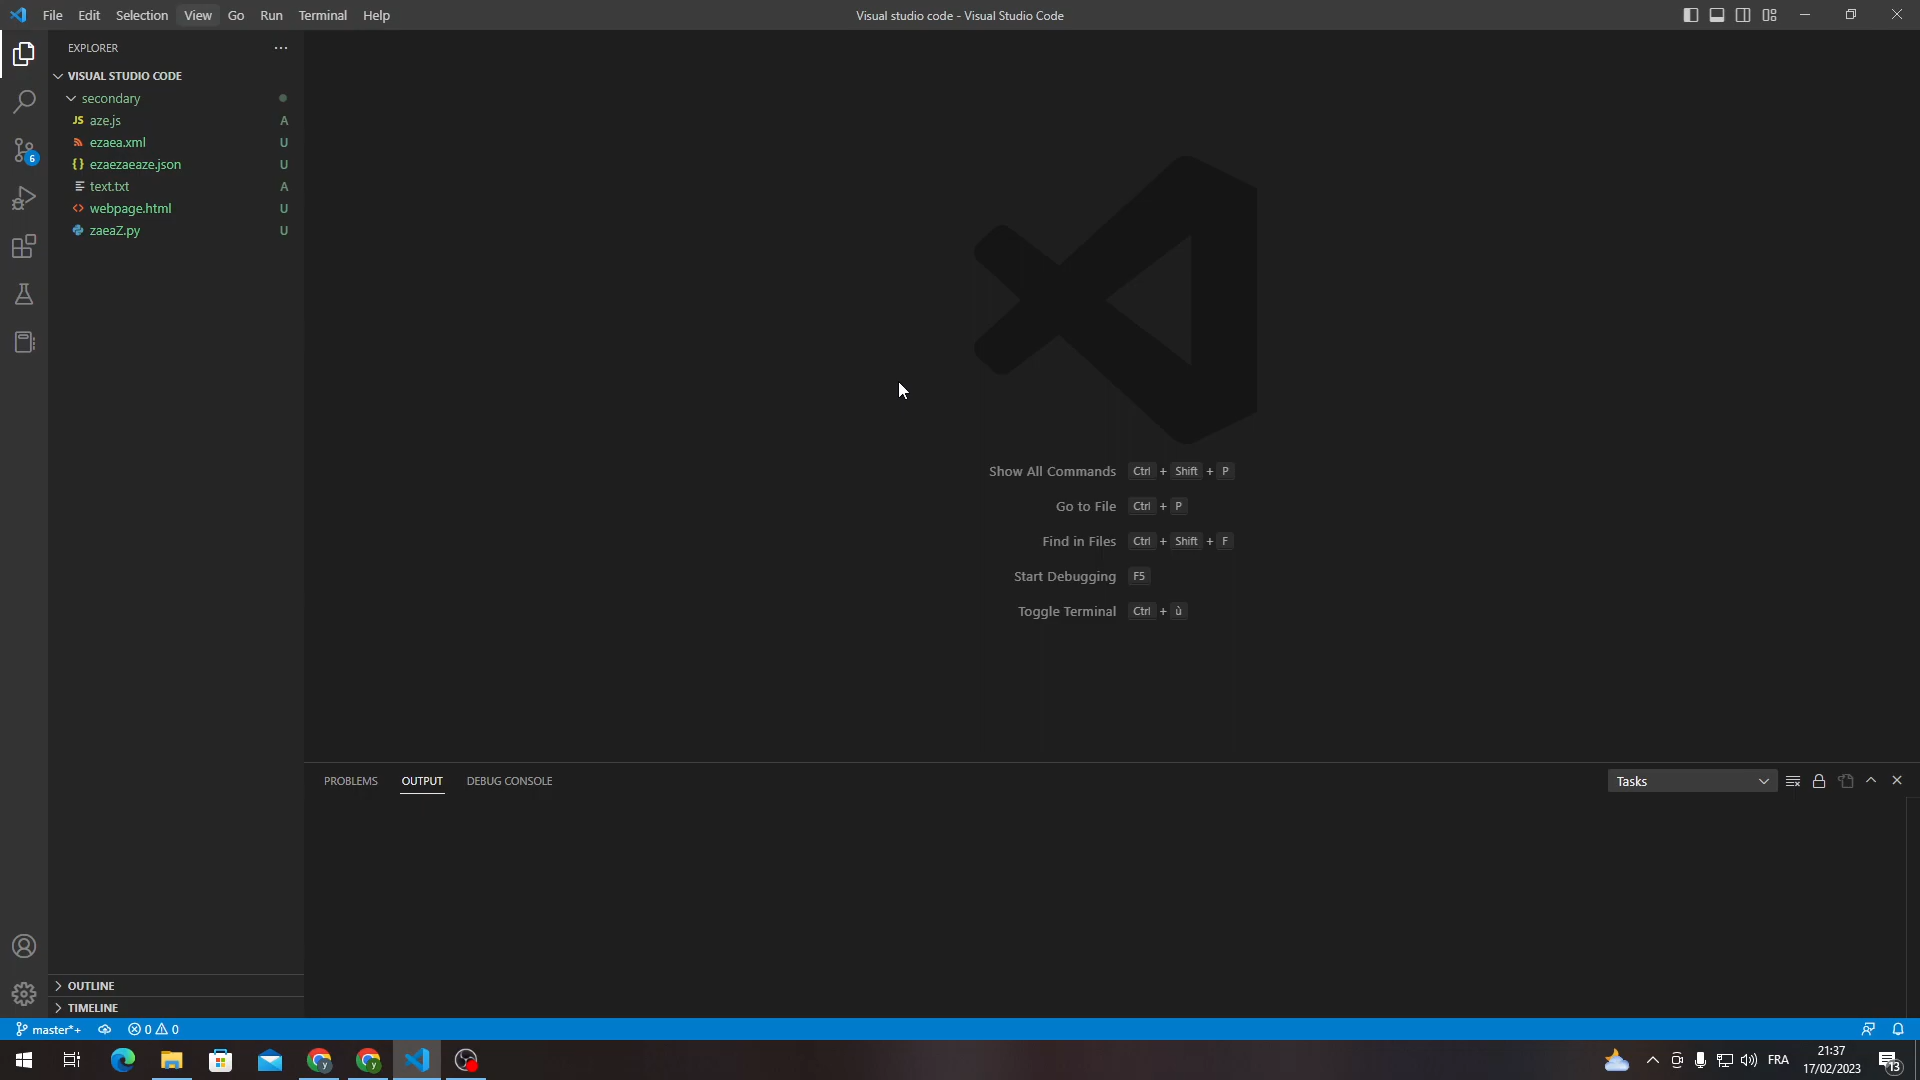 File Edit Selection View Go Run Terminal Help
Visual studio code - Visual Studio Code
EXPLORER
VISUAL STUDIO CODE
secondary
JS aze.js A
ezaea.xml U
{} ezaezaeaze.json U
text.txt A
<> webpage.html U
zaeaZ.py U
6
Show All Commands Ctrl + Shift + P
Go to File Ctrl + P
Find in Files Ctrl + Shift + F
Start Debugging F5
Toggle Terminal Ctrl + ù
PROBLEMS OUTPUT DEBUG CONSOLE
Tasks
OUTLINE
TIMELINE
master*+ 0 0
y y
FRA
21:37
17/02/2023
13